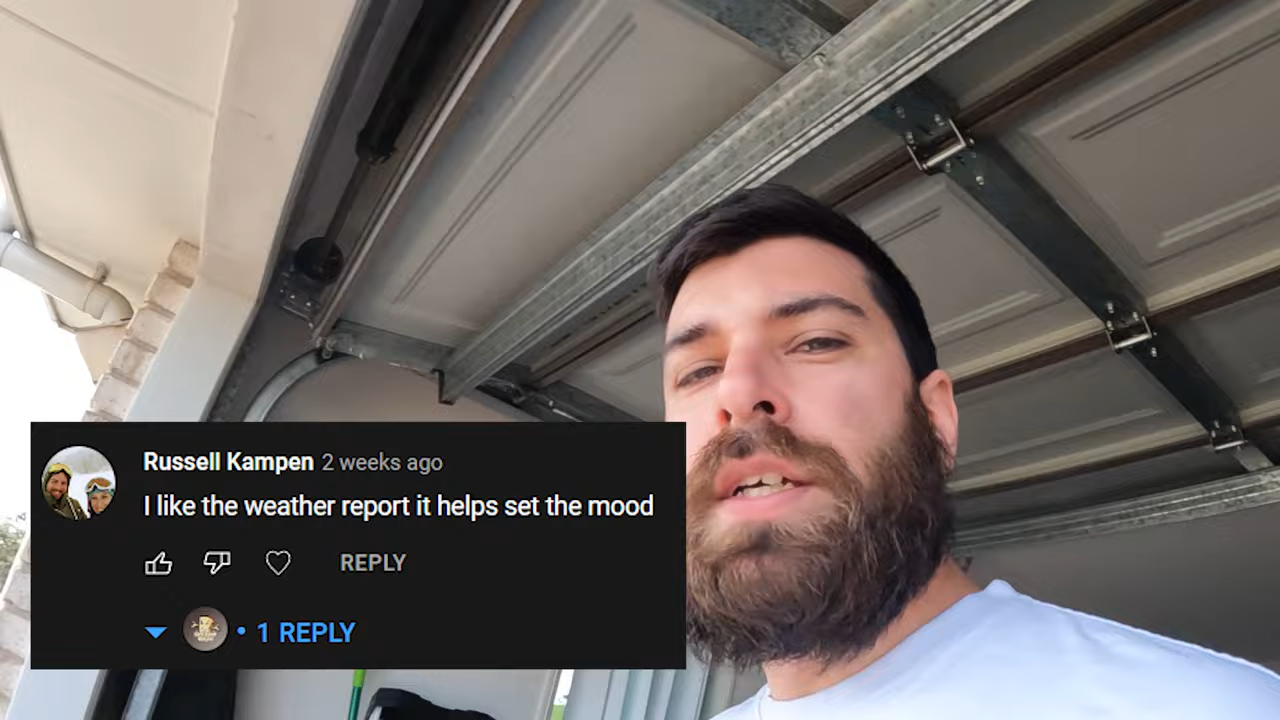 Russell Kampen 2 weeks ago
I like the weather report it helps set the mood
REPLY
• 1 REPLY